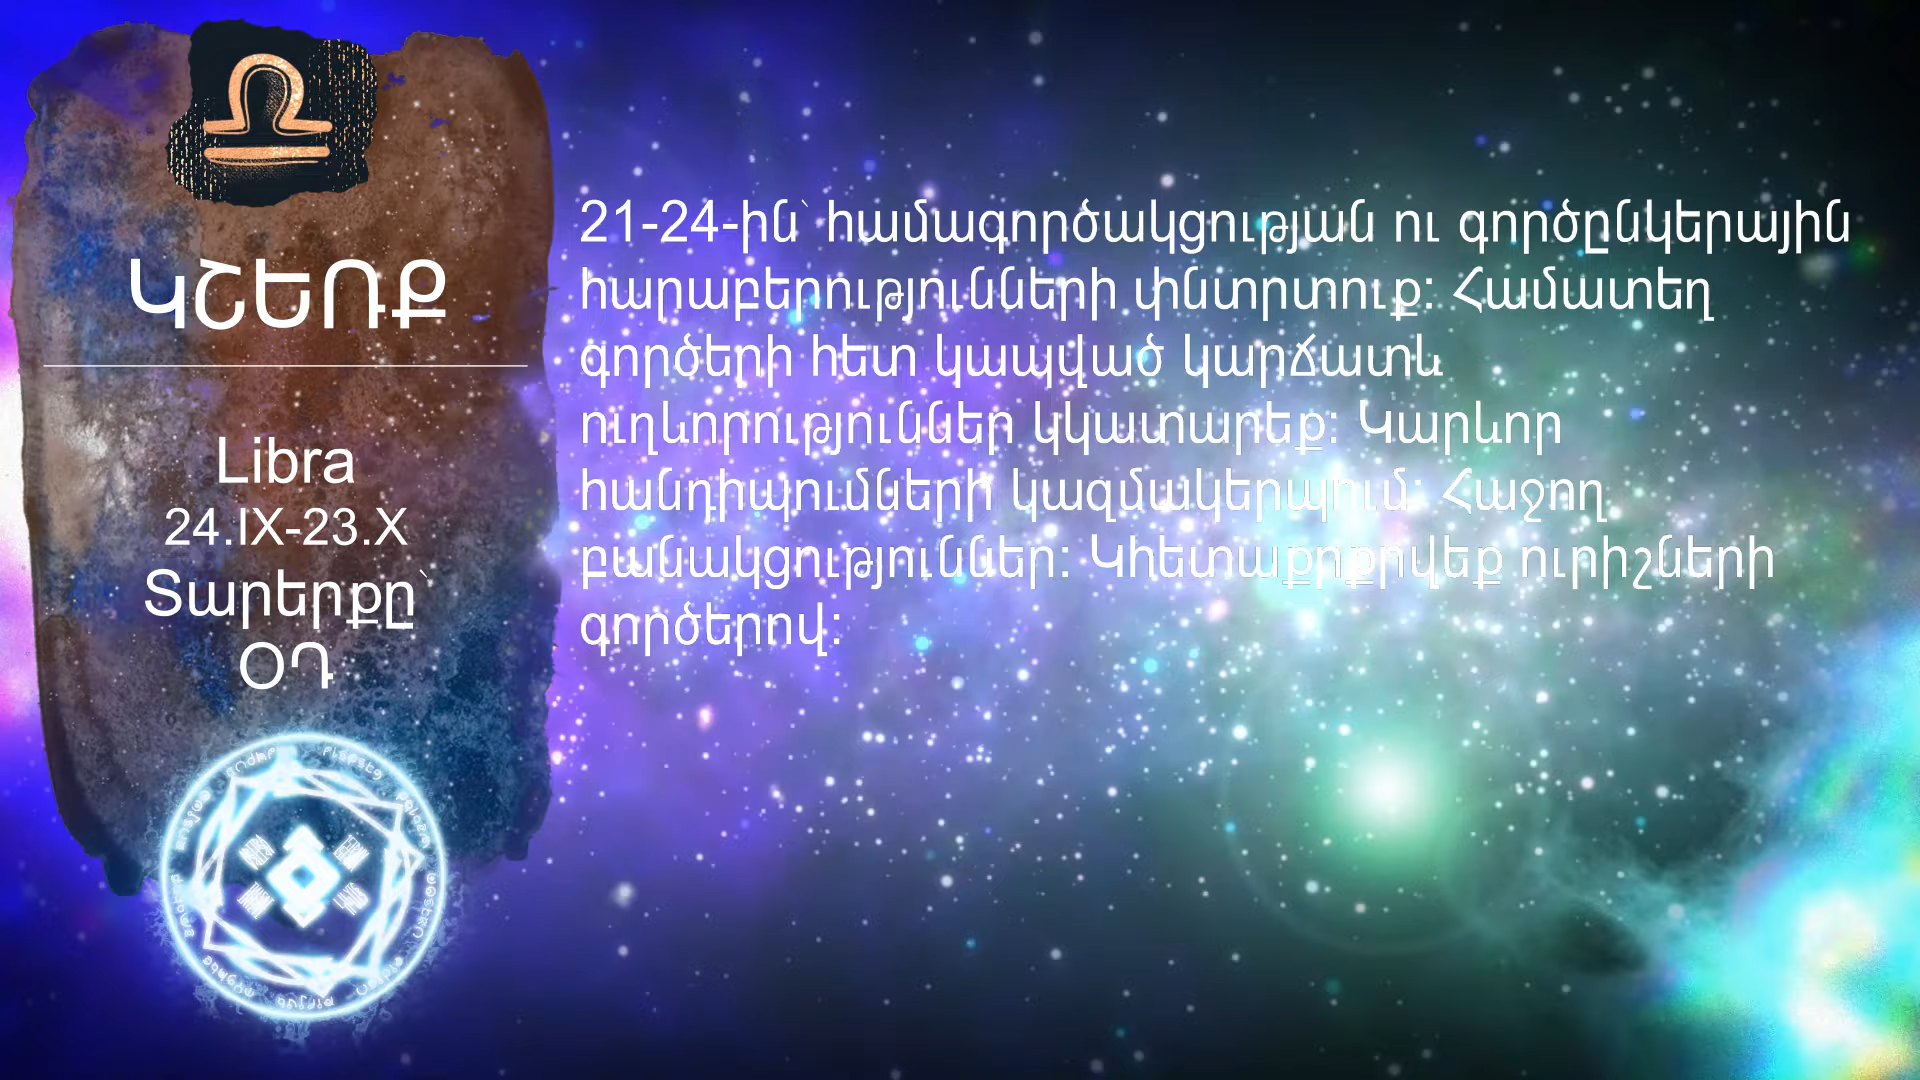 ԿՇԵՌՔ
Libra
24.IX-23.X
Տարերքը՝
ՕԴ
21-24-ին՝ համագործակցության ու գործընկերային
հարաբերությունների փնտրտուք: Համատեղ
գործերի հետ կապված կարճատև
ուղևորություններ կկատարեք: Կարևոր
հանդիպումների կազմակերպում: Հաջող
բանակցություններ: Կհետաքրքրվեք ուրիշների
գործերով: